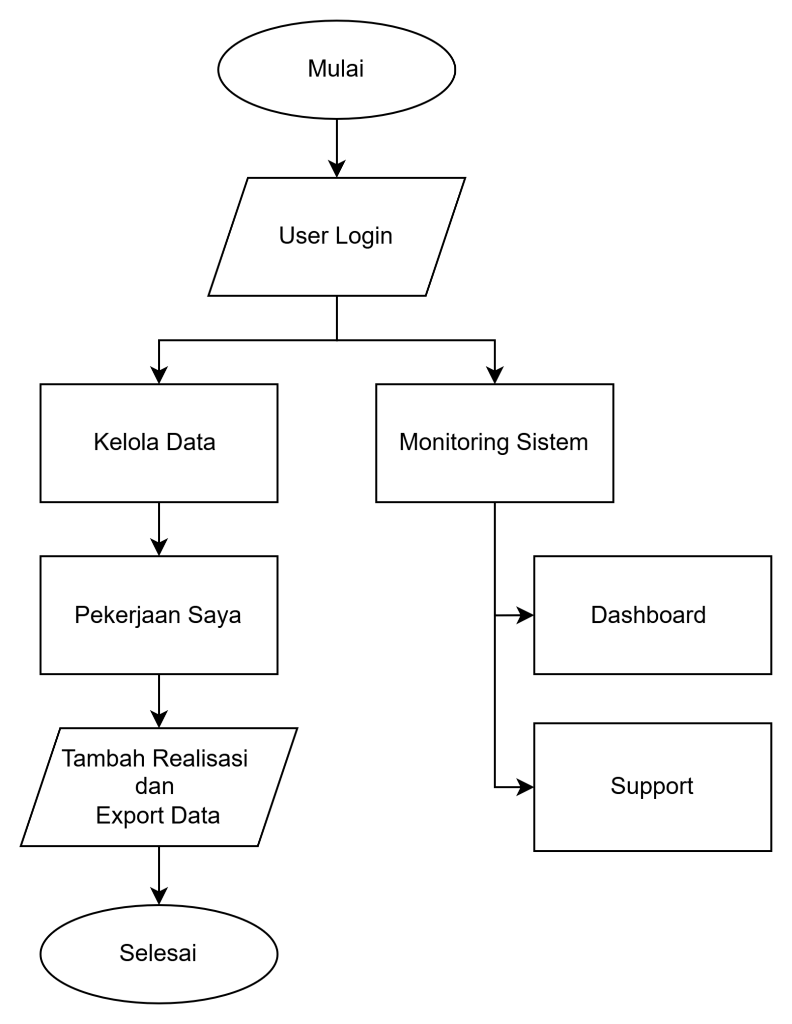 Mulai
User Login
Kelola Data
Monitoring Sistem
Pekerjaan Saya
Dashboard
Tambah Realisasi
dan
Export Data
Support
Selesai